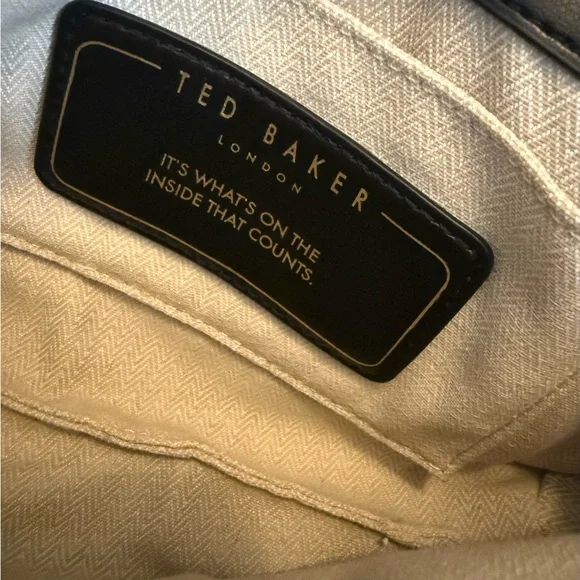 TED BAKER
LONDON
IT'S WHAT'S ON THE
INSIDE THAT COUNTS.